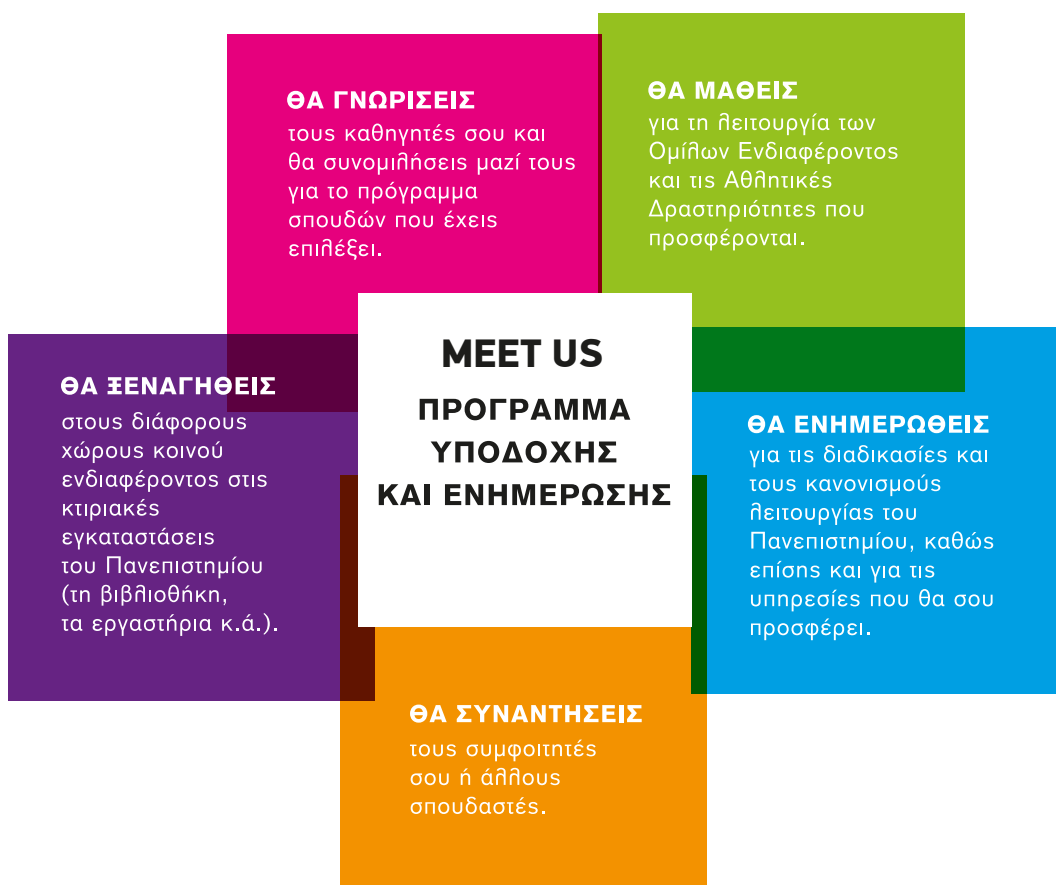 ΘΑ ΓΝΩΡΙΣΕΙΣ
τους καθηγητές σου και
θα συνομιλήσεις μαζί τους
για το πρόγραμμα
σπουδών που έχεις
επιλέξει.
ΘΑ ΜΑΘΕΙΣ
για τη λειτουργία των
Ομίλων Ενδιαφέροντος
και τις Αθλητικές
Δραστηριότητες που
προσφέρονται.
MEET US
ΠΡΟΓΡΑΜΜΑ
ΥΠΟΔΟΧΗΣ
ΚΑΙ ΕΝΗΜΕΡΩΣΗΣ
ΘΑ ΞΕΝΑΓΗΘΕΙΣ
στους διάφορους
χώρους κοινού
ενδιαφέροντος στις
κτιριακές
εγκαταστάσεις
του Πανεπιστημίου
(τη βιβλιοθήκη,
τα εργαστήρια κ.ά.).
ΘΑ ΕΝΗΜΕΡΩΘΕΙΣ
για τις διαδικασίες και
τους κανονισμούς
λειτουργίας του
Πανεπιστημίου, καθώς
επίσης και για τις
υπηρεσίες που θα σου
προσφέρει.
ΘΑ ΣΥΝΑΝΤΗΣΕΙΣ
τους συμφοιτητές
σου ή άλλους
σπουδαστές.